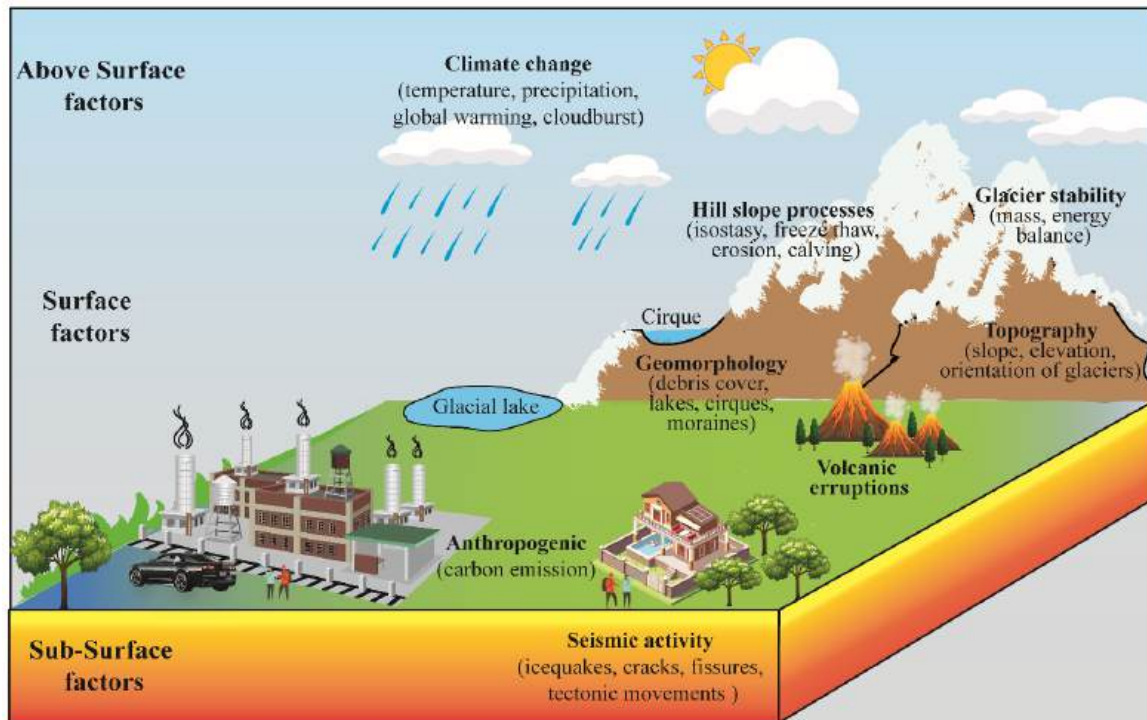 Above Surface
factors
Climate change
(temperature, precipitation,
global warming, cloudburst)
Hill slope processes
(isostasy, freeze thaw,
erosion, calving)
Glacier stability
(mass, energy
balance)
Surface
factors
Cirque
Geomorphology
(debris cover,
lakes, cirques,
moraines)
Topography
(slope, elevation,
orientation of glaciers)
Glacial lake
Volcanic
erruptions
Anthropogenic
(carbon emission)
Sub-Surface
factors
Seismic activity
(icequakes, cracks, fissures,
tectonic movements )